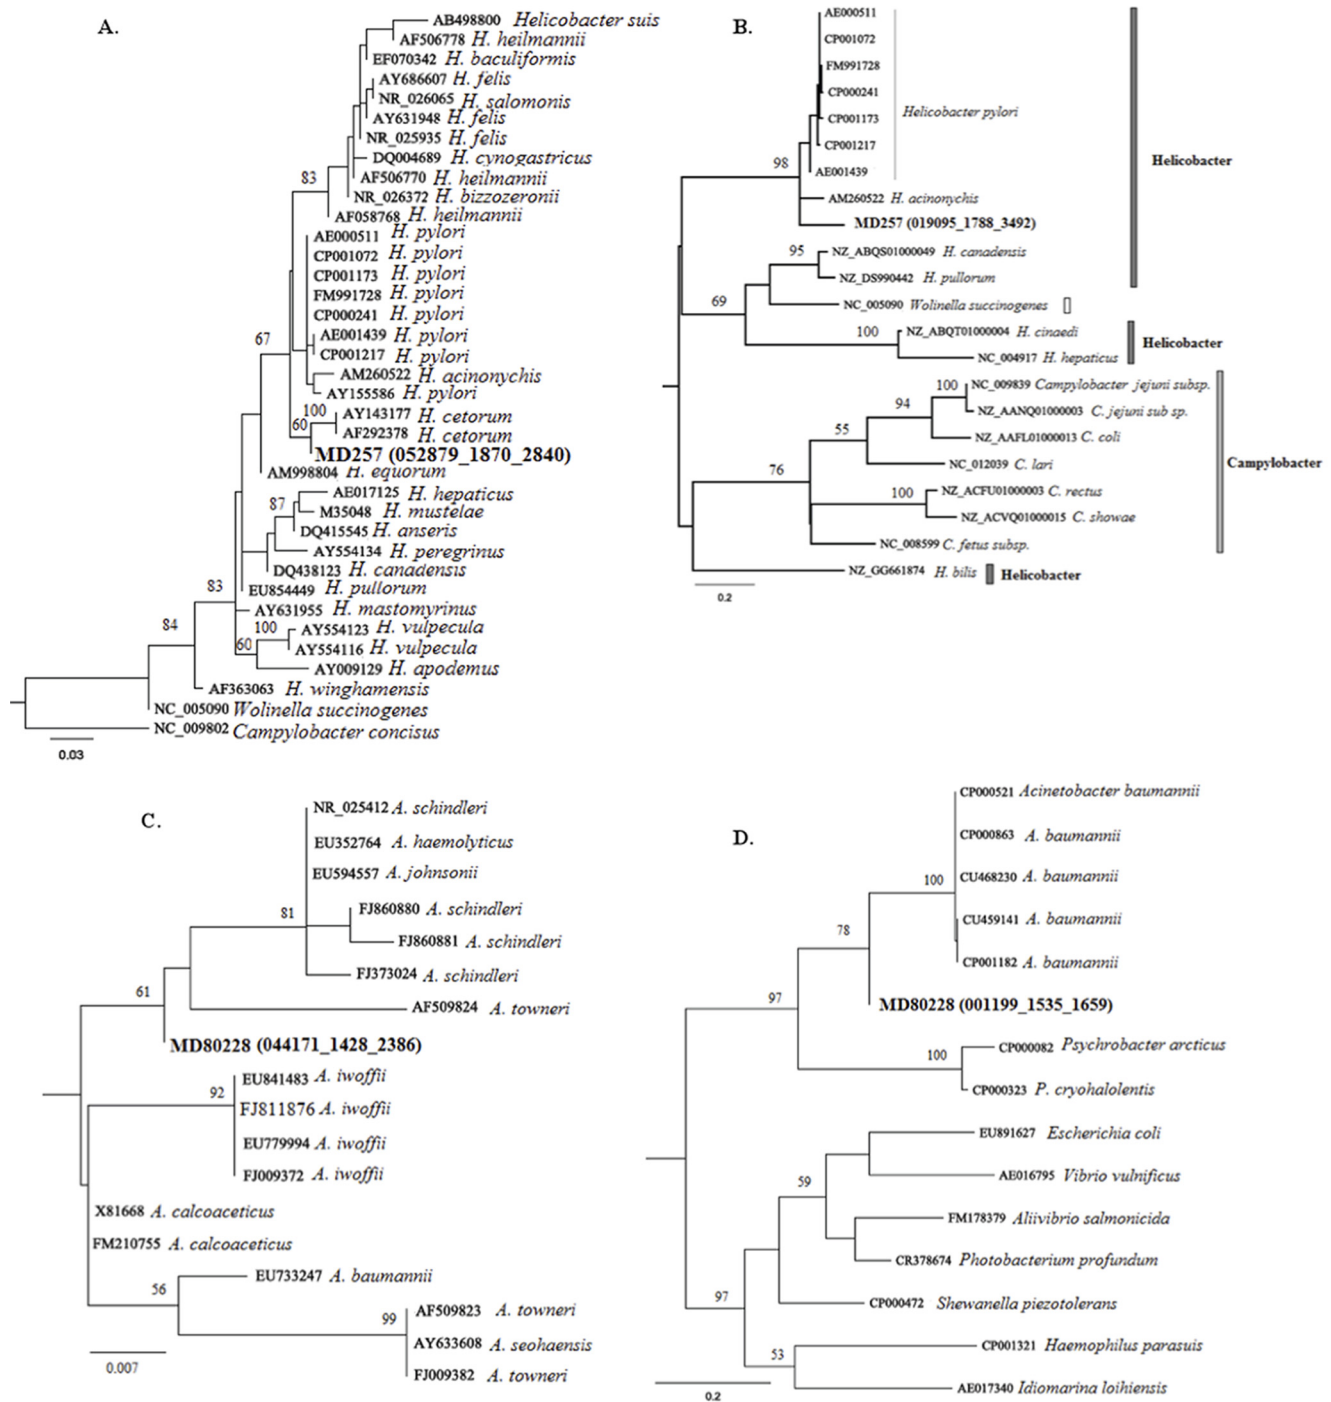 A.
AB498800 Helicobacter suis
AF506778 H. heilmannii
EF070342 H. baculiformis
AY686607 H. felis
NR_026065 H. salomonis
AY631948 H. felis
NR_025935 H. felis
DQ004689 H. cynogastricus
AF506770 H. heilmannii
NR_026372 H. bizzozeronii
83
AF058768 H. heilmannii
AE000511 H. pylori
CP001072 H. pylori
CP001173 H. pylori
FM991728 H. pylori
CP000241 H. pylori
AE001439 H. pylori
67
CP001217 H. pylori
AM260522 H. acinonychis
AY155586 H. pylori
100
AY143177 H. cetorum
60
AF292378 H. cetorum
MD257 (052879_1870_2840)
AM998804 H. equorum
AE017125 H. hepaticus
87
M35048 H. mustelae
DQ415545 H. anseris
AY554134 H. peregrinus
DQ438123 H. canadensis
83
EU854449 H. pullorum
AY631955 H. mastomyrinus
84
100
AY554123 H. vulpecula
60
AY554116 H. vulpecula
AY009129 H. apodemus
AF363063 H. winghamensis
NC_005090 Wolinella succinogenes
NC_009802 Campylobacter concisus
0.03
B.
AE000511
CP001072
FM991728
CP000241
Helicobacter pylori
CP001173
CP001217
98
AE001439
Helicobacter
AM260522 H. acinonychis
MD257 (019095_1788_3492)
95
NZ_ABQS01000049 H. canadensis
NZ_DS990442 H. pullorum
69
NC_005090 Wolinella succinogenes
100
NZ_ABQT01000004 H. cinaedi
Helicobacter
NC_004917 H. hepaticus
100
NC_009839 Campylobacter jejuni subsp.
94
NZ_AANQ01000003 C. jejuni sub sp.
55
NZ_AAFL01000013 C. coli
NC_012039 C. lari
Campylobacter
76
100
NZ_ACFU01000003 C. rectus
NZ_ACVQ01000015 C. showae
NC_008599 C. fetus subsp.
NZ_GG661874 H. bilis
Helicobacter
0.2
C.
NR_025412 A. schindleri
EU352764 A. haemolyticus
EU594557 A. johnsonii
81
FJ860880 A. schindleri
FJ860881 A. schindleri
FJ373024 A. schindleri
61
AF509824 A. towneri
MD80228 (044171_1428_2386)
EU841483 A. iwoffii
92
FJ811876 A. iwoffii
EU779994 A. iwoffii
FJ009372 A. iwoffii
X81668 A. calcoaceticus
FM210755 A. calcoaceticus
56
EU733247 A. baumannii
99
AF509823 A. towneri
AY633608 A. seohaensis
FJ009382 A. towneri
0.007
D.
CP000521 Acinetobacter baumannii
CP000863 A. baumannii
100
CU468230 A. baumannii
78
CU459141 A. baumannii
CP001182 A. baumannii
97
MD80228 (001199_1535_1659)
100
CP000082 Psychrobacter arcticus
CP000323 P. cryohalolentis
EU891627 Escherichia coli
59
AE016795 Vibrio vulnificus
FM178379 Aliivibrio salmonicida
CR378674 Photobacterium profundum
97
CP000472 Shewanella piezotolerans
53
CP001321 Haemophilus parasuis
AE017340 Idiomarina loihiensis
0.2